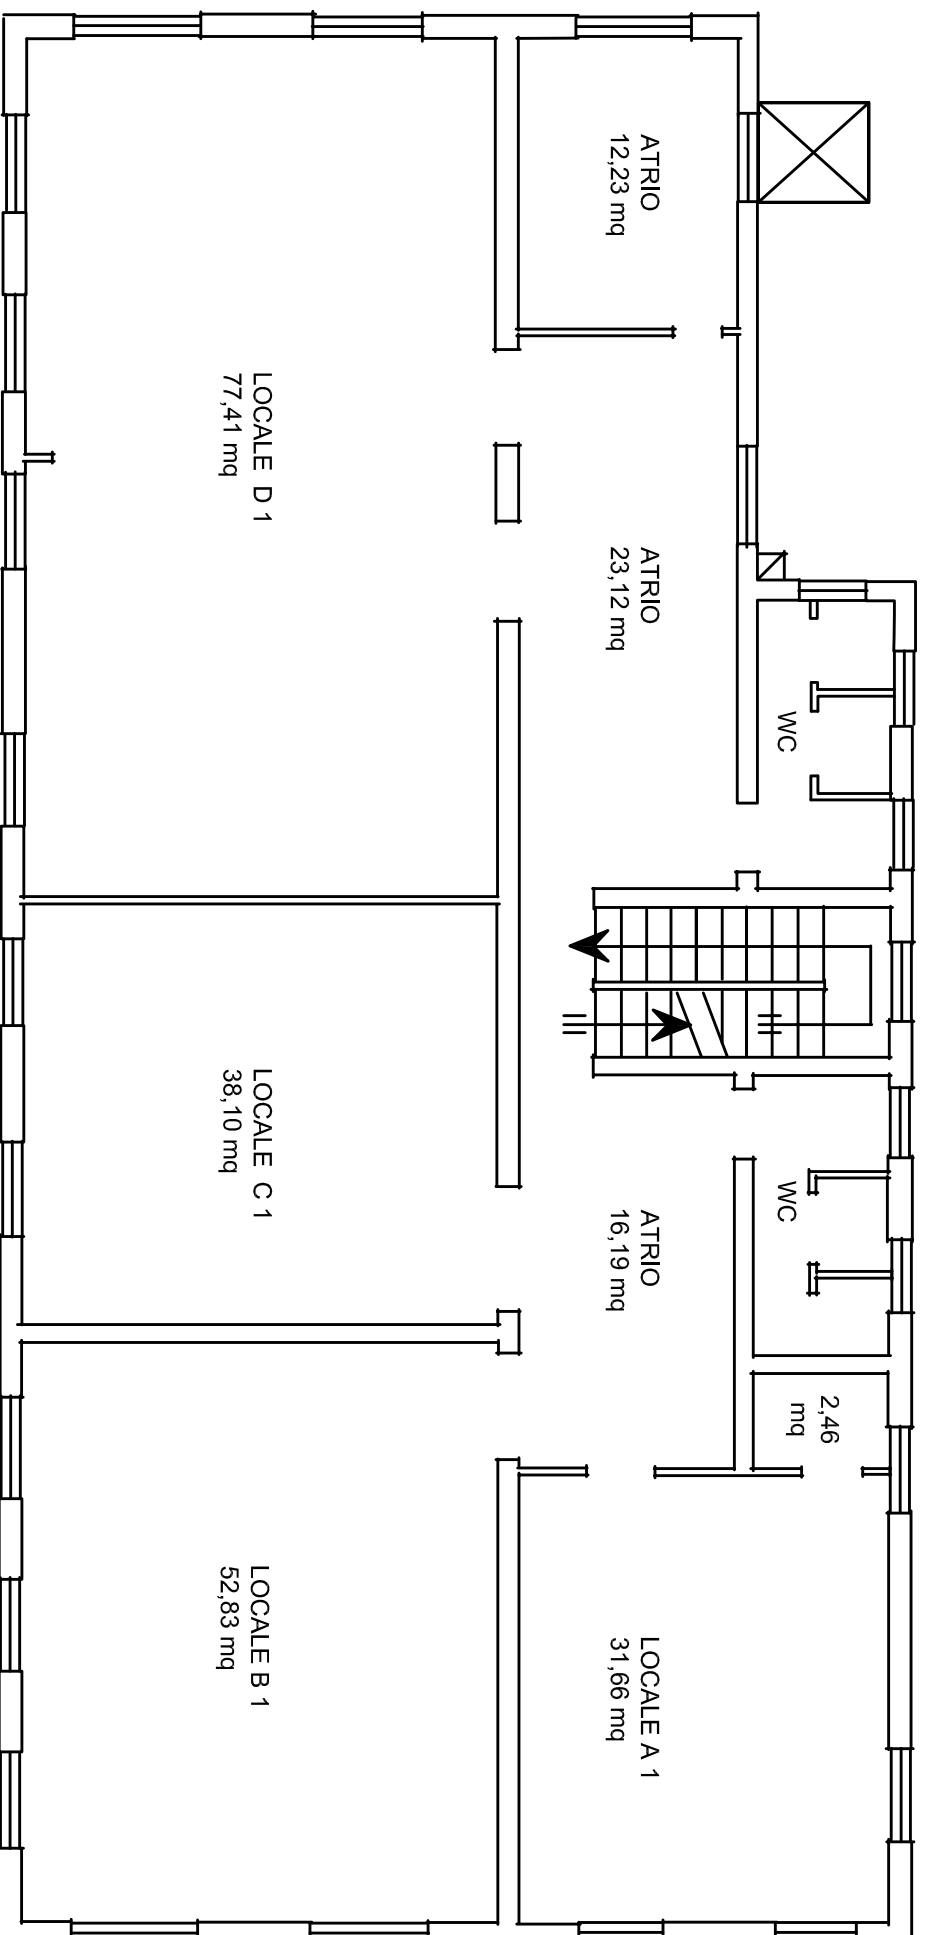 ATRIO
12,23 mq
ATRIO
23,12 mq
WC
LOCALE D 1
77,41 mq
LOCALE C 1
38,10 mq
ATRIO
16,19 mq
WC
2,46
mq
LOCALE B 1
52,83 mq
LOCALE A 1
31,66 mq